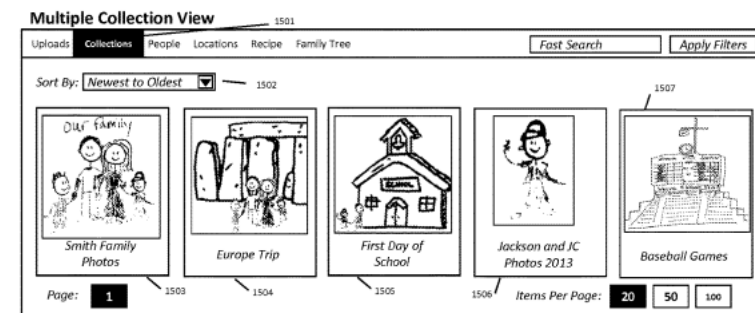 Multiple Collection View
1501
Uploads Collections People Locations Recipe Family Tree Fast Search Apply Filters
Sort By: Newest to Oldest 1502
1507
our family
SCHOOL
Smith Family
Photos
Europe Trip
First Day of
School
Jackson and JC
Photos 2013
Baseball Games
1503 1504 1505 1506
Page: 1 Items Per Page: 20 50 100